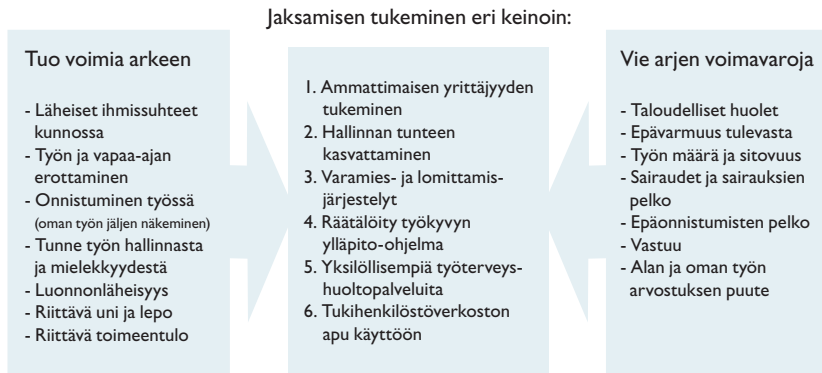 Jaksamisen tukeminen eri keinoin:
Tuo voimia arkeen
- Läheiset ihmissuhteet
kunnossa
- Työn ja vapaa-ajan
erottaminen
- Onnistuminen työssä
(oman työn jäljen näkeminen)
- Tunne työn hallinnasta
ja mielekkyydestä
- Luonnonläheisyys
- Riittävä uni ja lepo
- Riittävä toimeentulo
1. Ammattimaisen yrittäjyyden
tukeminen
2. Hallinnan tunteen
kasvattaminen
3. Varamies- ja lomittamis-
järjestelyt
4. Räätälöity työkyvyn
ylläpito-ohjelma
5. Yksilöllisempiä työterveys-
huoltopalveluita
6. Tukihenkilöstöverkoston
apu käyttöön
Vie arjen voimavaroja
- Taloudelliset huolet
- Epävarmuus tulevasta
- Työn määrä ja sitovuus
- Sairaudet ja sairauksien
pelko
- Epäonnistumisten pelko
- Vastuu
- Alan ja oman työn
arvostuksen puute